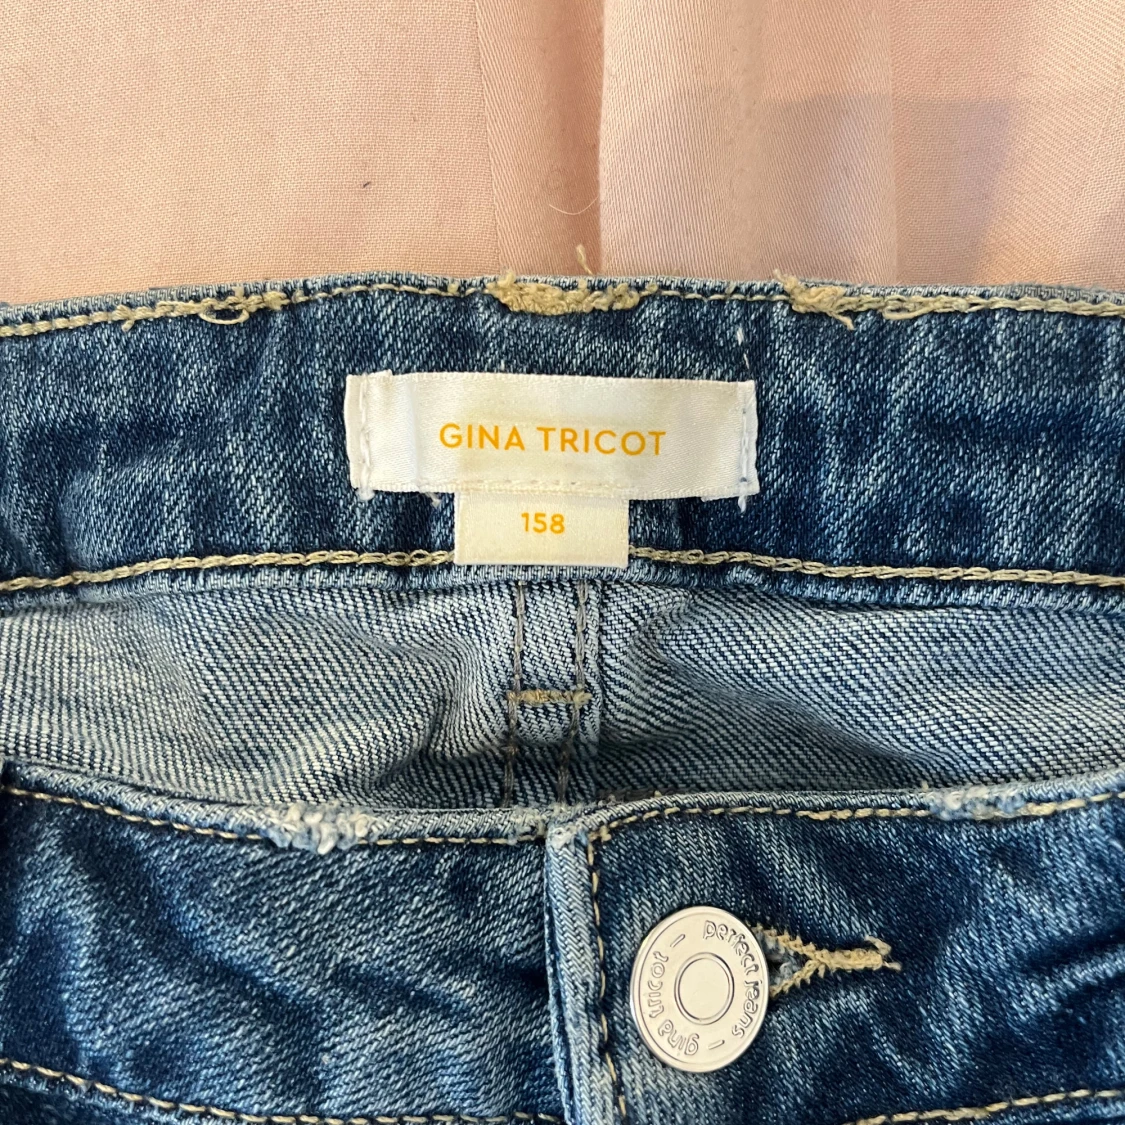 GINA TRICOT
158
perfect jeans
gina tricot